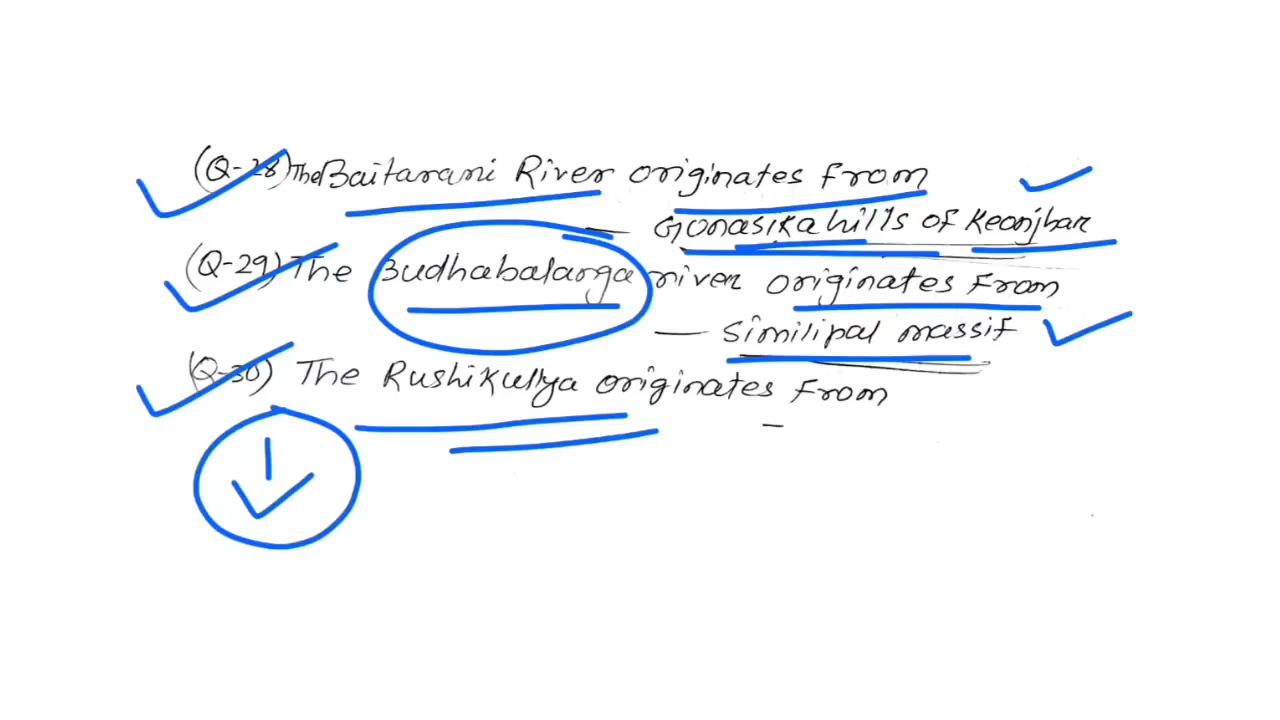 (Q-28) The Baitarani River originates from
— Gonasika hills of Keonjhar
(Q-29) The Budhabalanga river originates from
— Similipal massif
(Q-30) The Rushikullya originates from
—